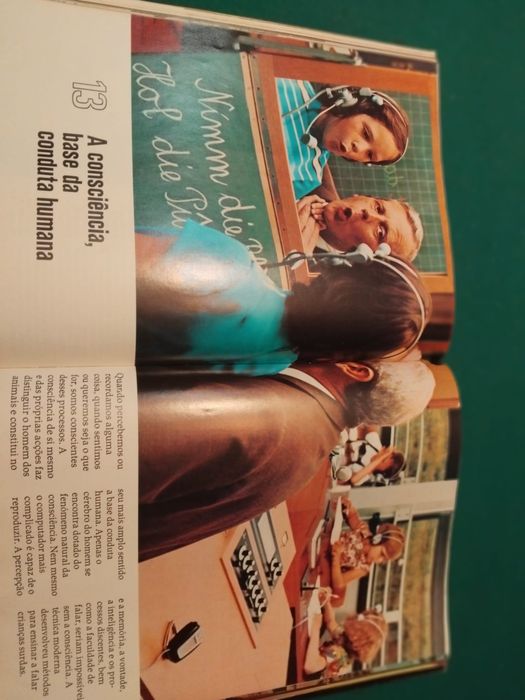 13
A consciência,
base da
conduta humana
Nimm die
Hol die
Quando percebemos ou
recordamos alguma
coisa, quando sentimos
ou queremos seja o que
for, somos conscientes
desses processos. A
consciência de si mesmo
e das próprias acções faz
distinguir o homem dos
animais e constitui no
seu mais amplo sentido
a base da conduta
humana. Apenas o
cérebro do homem se
encontra dotado do
fenómeno natural da
consciência. Nem mesmo
o computador mais
complicado é capaz de o
reproduzir. A percepção
e a memória, a vontade,
a inteligência e os pro-
cessos discentes, bem
como a faculdade de
falar, seriam impossíveis
sem a consciência. A
técnica moderna
desenvolveu métodos
para ensinar a falar
crianças surdas.